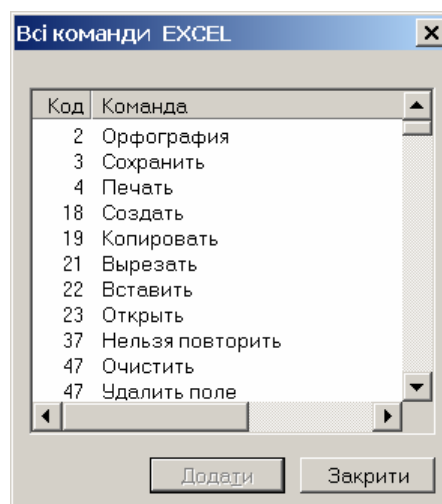 Всі команди EXCEL
Код Команда
2 Орфография
3 Сохранить
4 Печать
18 Создать
19 Копировать
21 Вырезать
22 Вставить
23 Открыть
37 Нельзя повторить
47 Очистить
47 Удалить поле
Додати Закрити